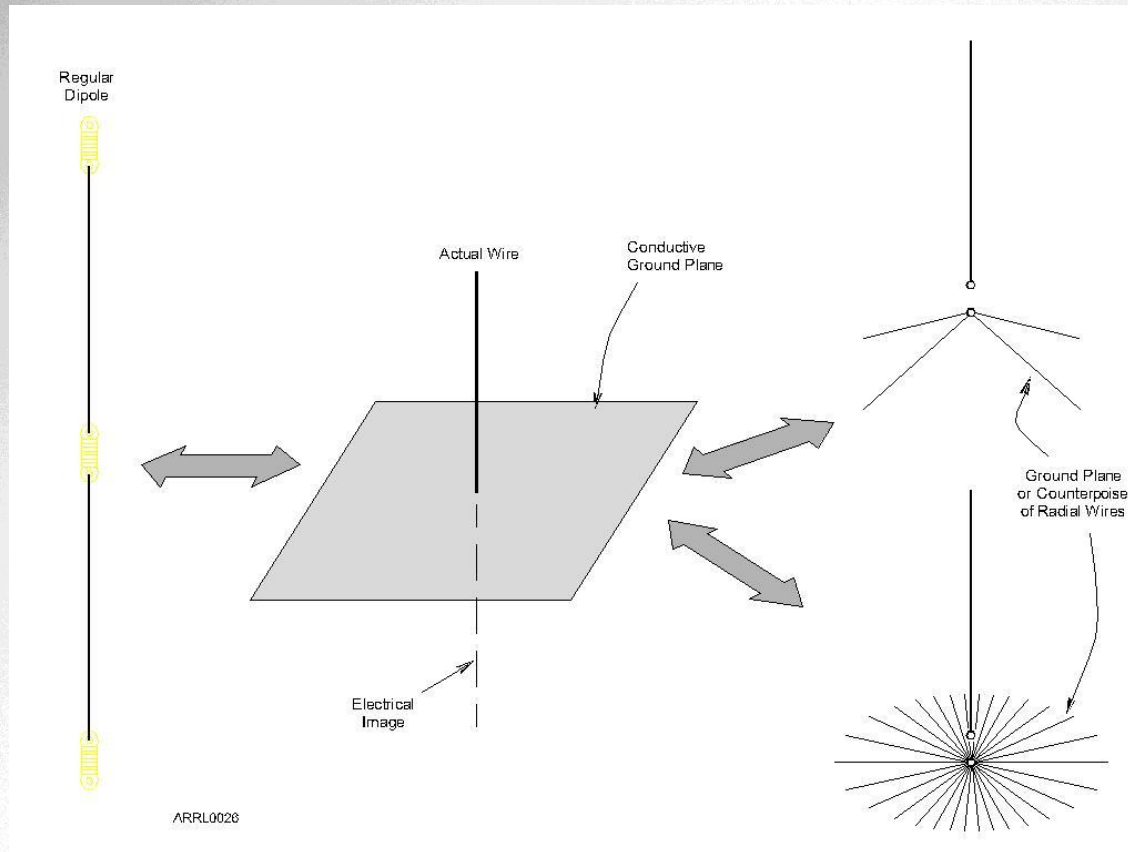 Regular
Dipole
Actual Wire
Conductive
Ground Plane
Ground Plane
or Counterpoise
of Radial Wires
Electrical
Image
ARRL0026